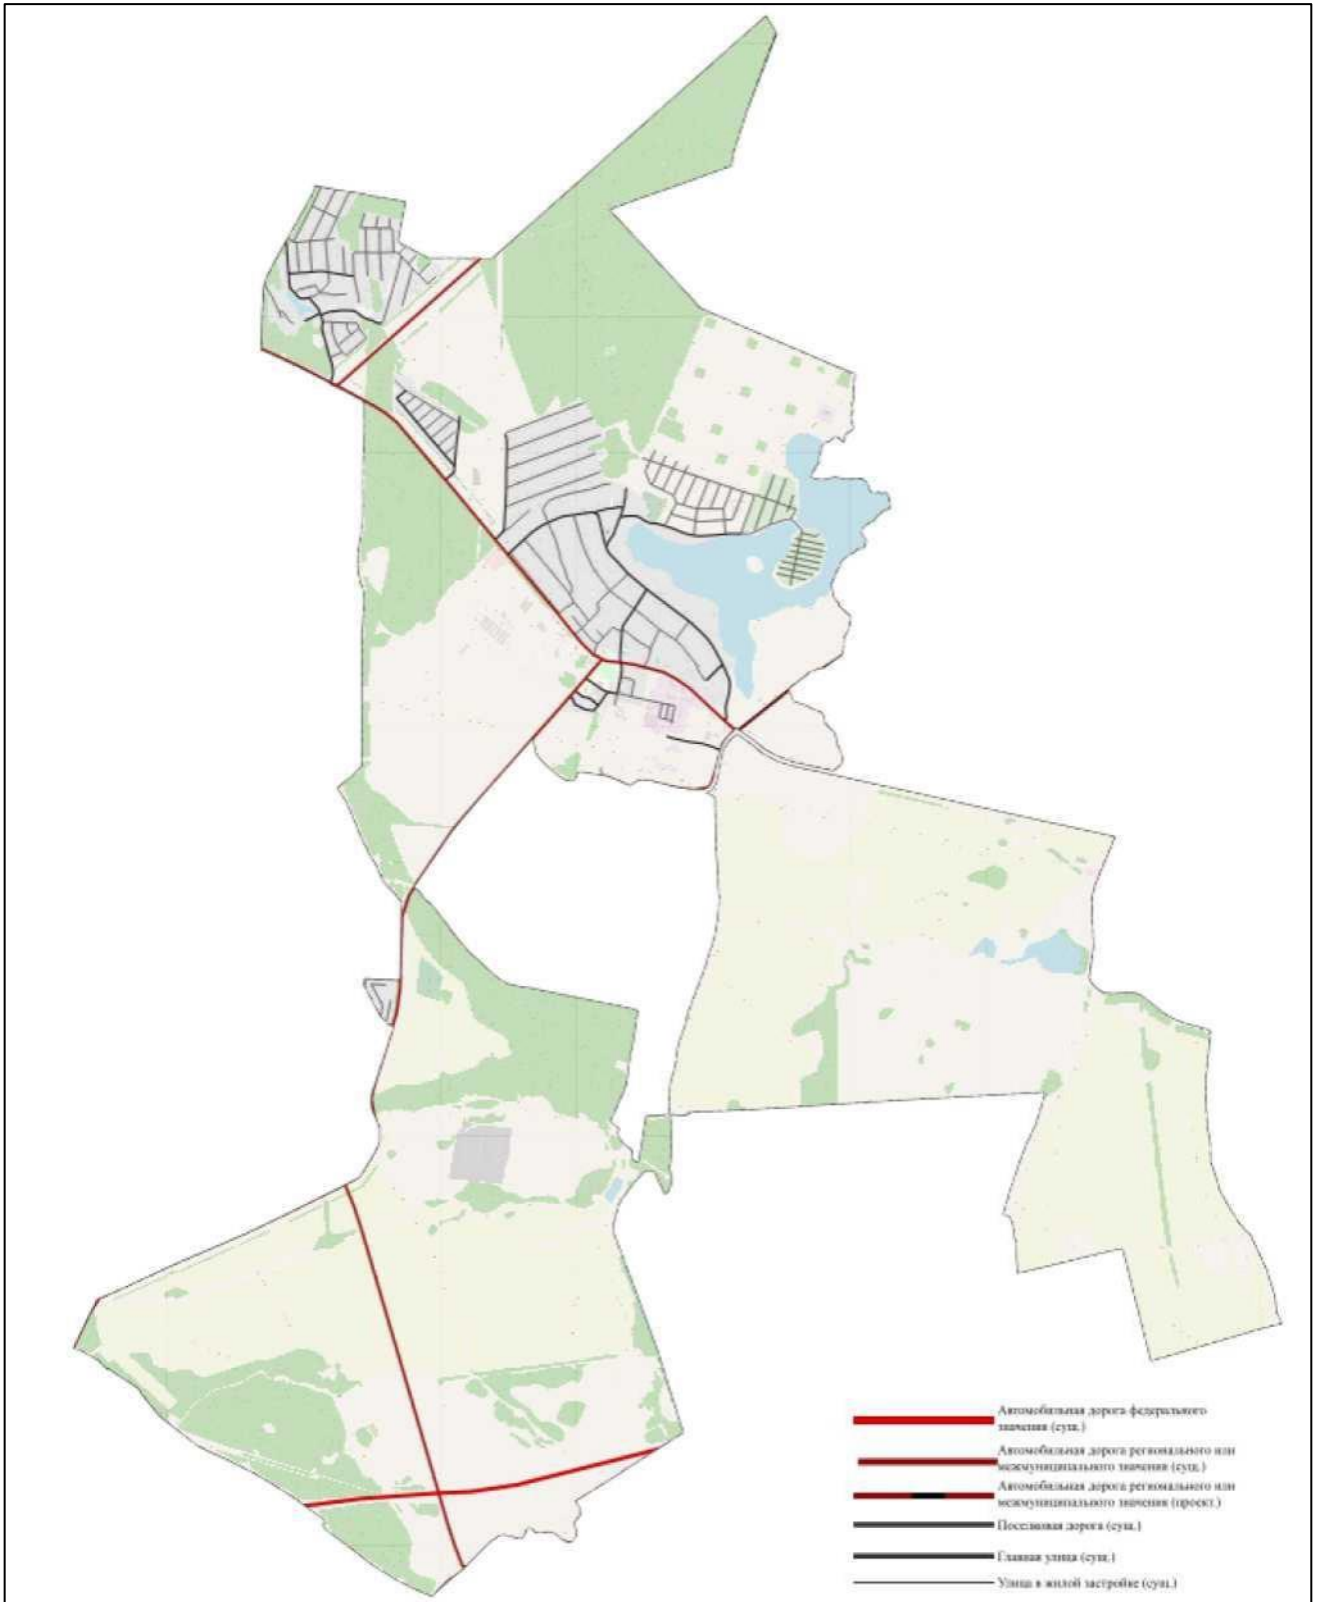 Автомобильная дорога федерального
значения (сущ.)
Автомобильная дорога регионального или
межмуниципального значения (сущ.)
Автомобильная дорога регионального или
межмуниципального значения (проект.)
Поселковая дорога (сущ.)
Главная улица (сущ.)
Улица в жилой застройке (сущ.)